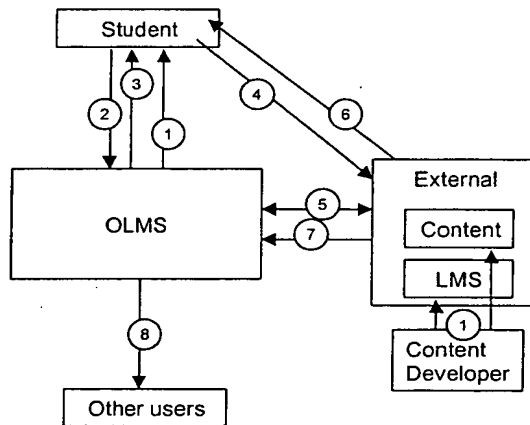 Student
3
6
2
1
4
External
5
Content
OLMS
7
LMS
1
8
Content
Developer
Other users